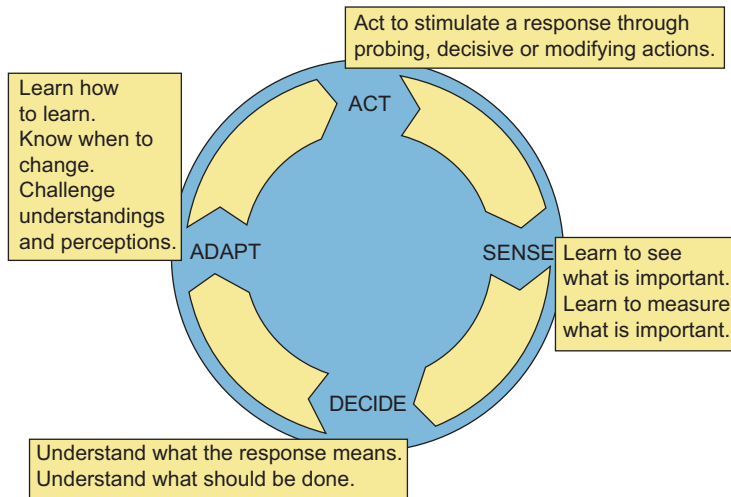 Act to stimulate a response through
probing, decisive or modifying actions.
Learn how
to learn.
Know when to
change.
Challenge
understandings
and perceptions.
ACT
ADAPT
SENSE
Learn to see
what is important.
Learn to measure
what is important.
DECIDE
Understand what the response means.
Understand what should be done.